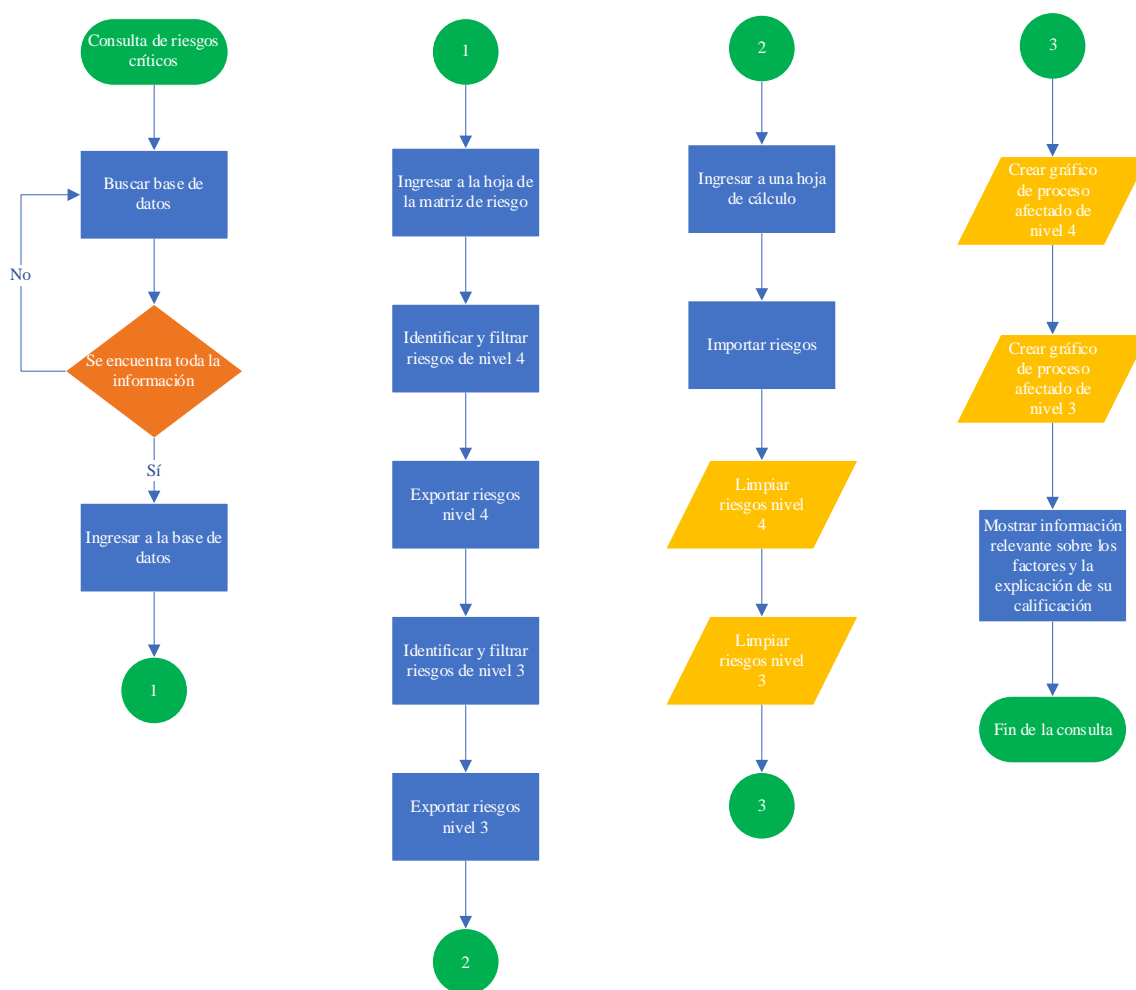 Consulta de riesgos
críticos
Buscar base de
datos
No
Se encuentra toda la
información
Sí
Ingresar a la base de
datos
1
1
Ingresar a la hoja de
la matriz de riesgo
Identificar y filtrar
riesgos de nivel 4
Exportar riesgos
nivel 4
Identificar y filtrar
riesgos de nivel 3
Exportar riesgos
nivel 3
2
2
Ingresar a una hoja
de cálculo
Importar riesgos
Limpiar
riesgos nivel
4
Limpiar
riesgos nivel
3
3
3
Crear gráfico
de proceso
afectado de
nivel 4
Crear gráfico
de proceso
afectado de
nivel 3
Mostrar información
relevante sobre los
factores y la
explicación de su
calificación
Fin de la consulta